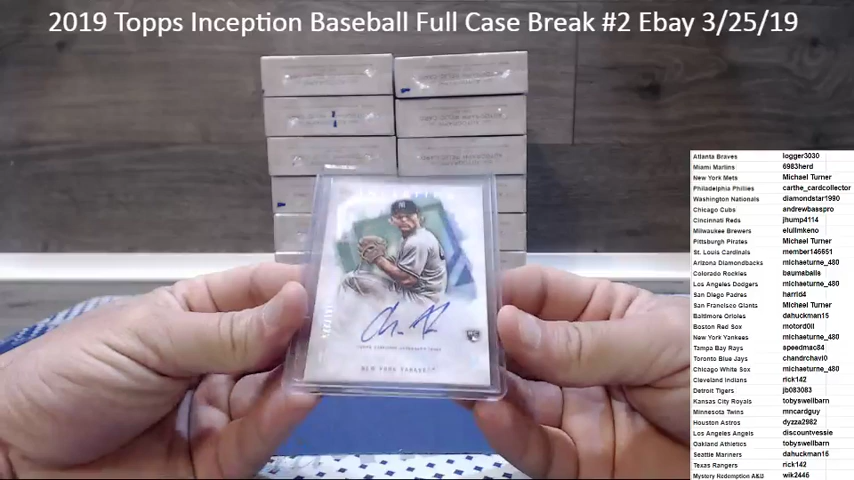 2019 Topps Inception Baseball Full Case Break #2 Ebay 3/25/19
Atlanta Braves logger3030
Miami Marlins 6983herd
New York Mets Michael Turner
Philadelphia Phillies carthe_cardcollector
Washington Nationals diamondstar1990
Chicago Cubs andrewbasspro
Cincinnati Reds jhump4114
Milwaukee Brewers elulimkeno
Pittsburgh Pirates Michael Turner
St. Louis Cardinals member146651
Arizona Diamondbacks michaeturne_480
Colorado Rockies baumaballs
Los Angeles Dodgers michaeturne_480
San Diego Padres harrid4
San Francisco Giants Michael Turner
Baltimore Orioles dahuckman15
Boston Red Sox motord0il
New York Yankees michaeturne_480
Tampa Bay Rays speedmac84
Toronto Blue Jays chandrchavi0
Chicago White Sox michaeturne_480
Cleveland Indians rick142
Detroit Tigers jb083083
Kansas City Royals tobyswellbarn
Minnesota Twins mncardguy
Houston Astros dyzza2982
Los Angels Angels discountvessie
Oakland Athletics tobyswellbarn
Seattle Mariners dahuckman15
Texas Rangers rick142
Mystery Redemption A&U wik2446
NEW YORK YANKEES
RC